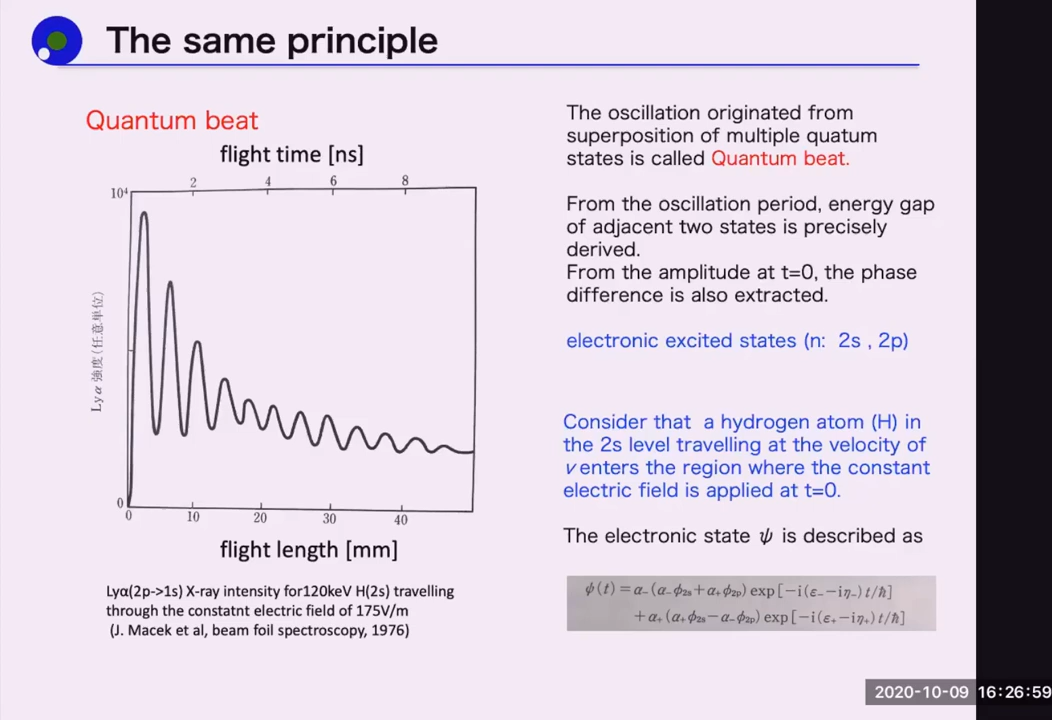 The same principle
Quantum beat
flight time [ns]
2 4 6 8
10⁴
Lyα 強度 (任意単位)
0
0 10 20 30 40
flight length [mm]
Lyα(2p->1s) X-ray intensity for120keV H(2s) travelling
through the constatnt electric field of 175V/m
(J. Macek et al, beam foil spectroscopy, 1976)
The oscillation originated from
superposition of multiple quatum
states is called Quantum beat.
From the oscillation period, energy gap
of adjacent two states is precisely
derived.
From the amplitude at t=0, the phase
difference is also extracted.
electronic excited states (n: 2s , 2p)
Consider that a hydrogen atom (H) in
the 2s level travelling at the velocity of
v enters the region where the constant
electric field is applied at t=0.
The electronic state ψ is described as
ϕ(t)=α₋(α₋ϕ₂ₛ+α₊ϕ₂ₚ) exp[−i(ε₋−iη₋)t/ħ]
+α₊(α₊ϕ₂ₛ−α₋ϕ₂ₚ) exp[−i(ε₊−iη₊)t/ħ]
2020-10-09 16:26:59